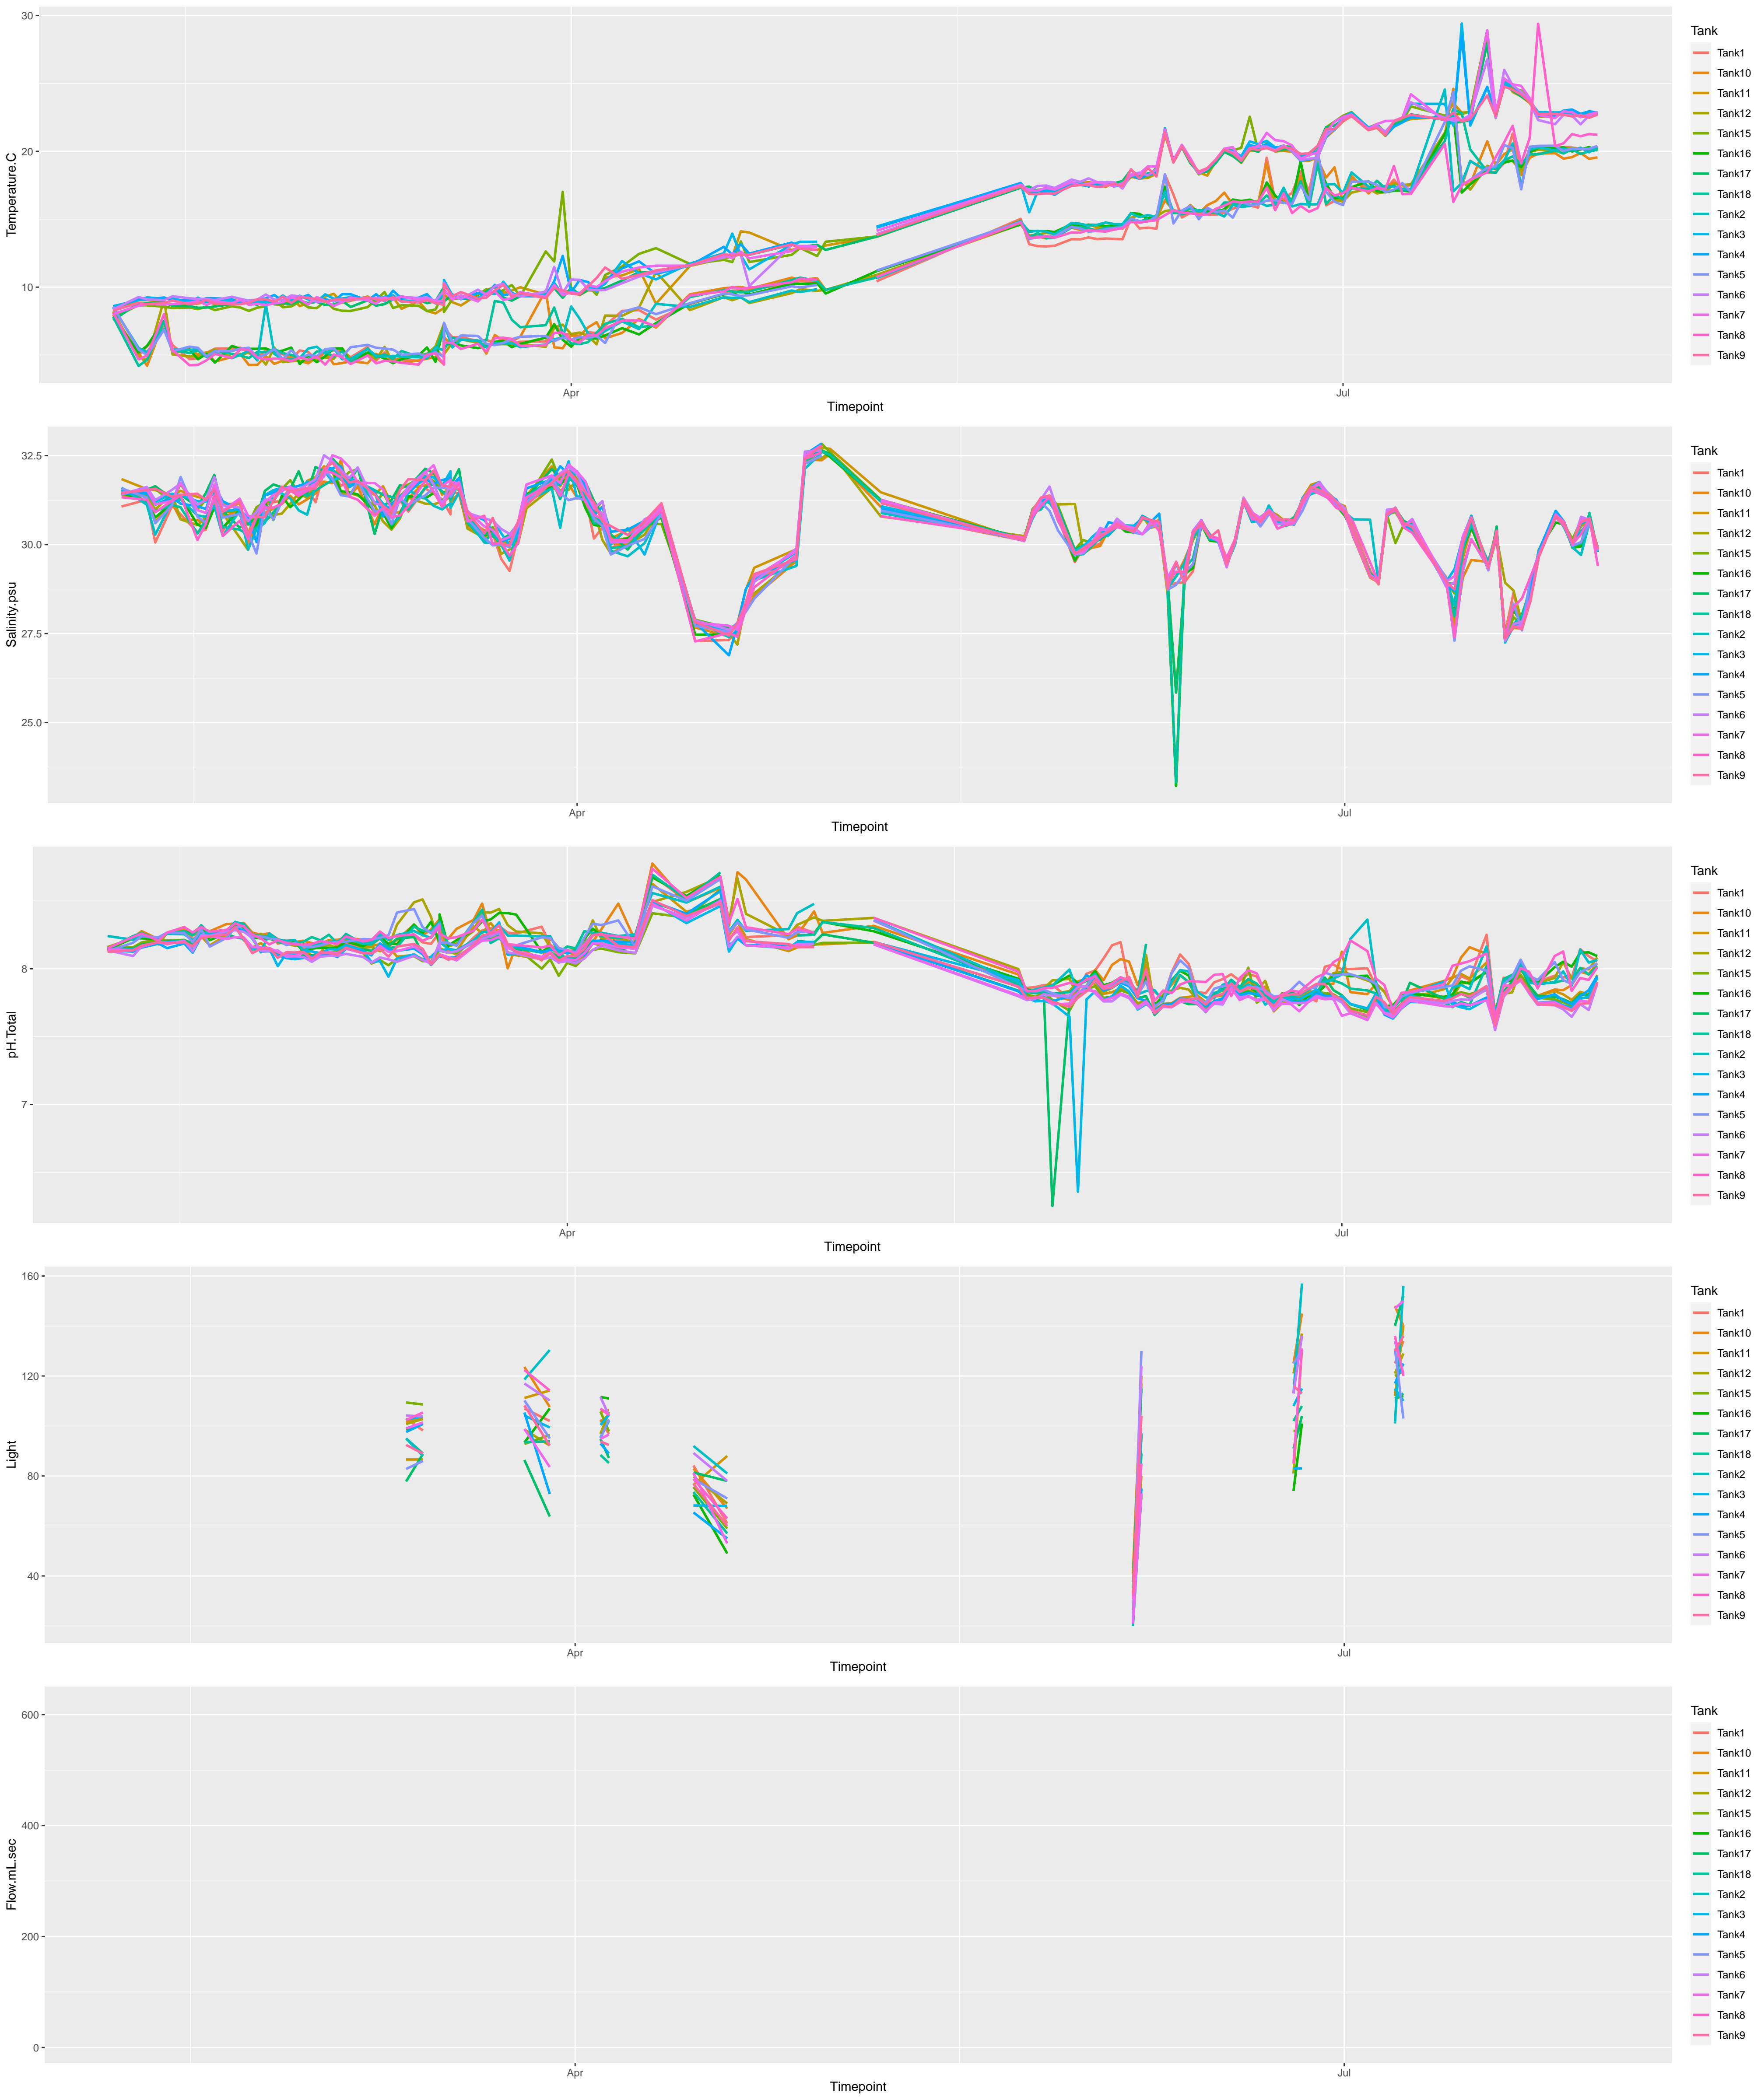 30
20
10
Temperature.C
Apr
Jul
Timepoint
Tank
Tank1
Tank10
Tank11
Tank12
Tank15
Tank16
Tank17
Tank18
Tank2
Tank3
Tank4
Tank5
Tank6
Tank7
Tank8
Tank9
32.5
30.0
27.5
25.0
Salinity.psu
Apr
Jul
Timepoint
Tank
Tank1
Tank10
Tank11
Tank12
Tank15
Tank16
Tank17
Tank18
Tank2
Tank3
Tank4
Tank5
Tank6
Tank7
Tank8
Tank9
8
7
pH.Total
Apr
Jul
Timepoint
Tank
Tank1
Tank10
Tank11
Tank12
Tank15
Tank16
Tank17
Tank18
Tank2
Tank3
Tank4
Tank5
Tank6
Tank7
Tank8
Tank9
160
120
80
40
Light
Apr
Jul
Timepoint
Tank
Tank1
Tank10
Tank11
Tank12
Tank15
Tank16
Tank17
Tank18
Tank2
Tank3
Tank4
Tank5
Tank6
Tank7
Tank8
Tank9
600
400
200
0
Flow.mL.sec
Apr
Jul
Timepoint
Tank
Tank1
Tank10
Tank11
Tank12
Tank15
Tank16
Tank17
Tank18
Tank2
Tank3
Tank4
Tank5
Tank6
Tank7
Tank8
Tank9